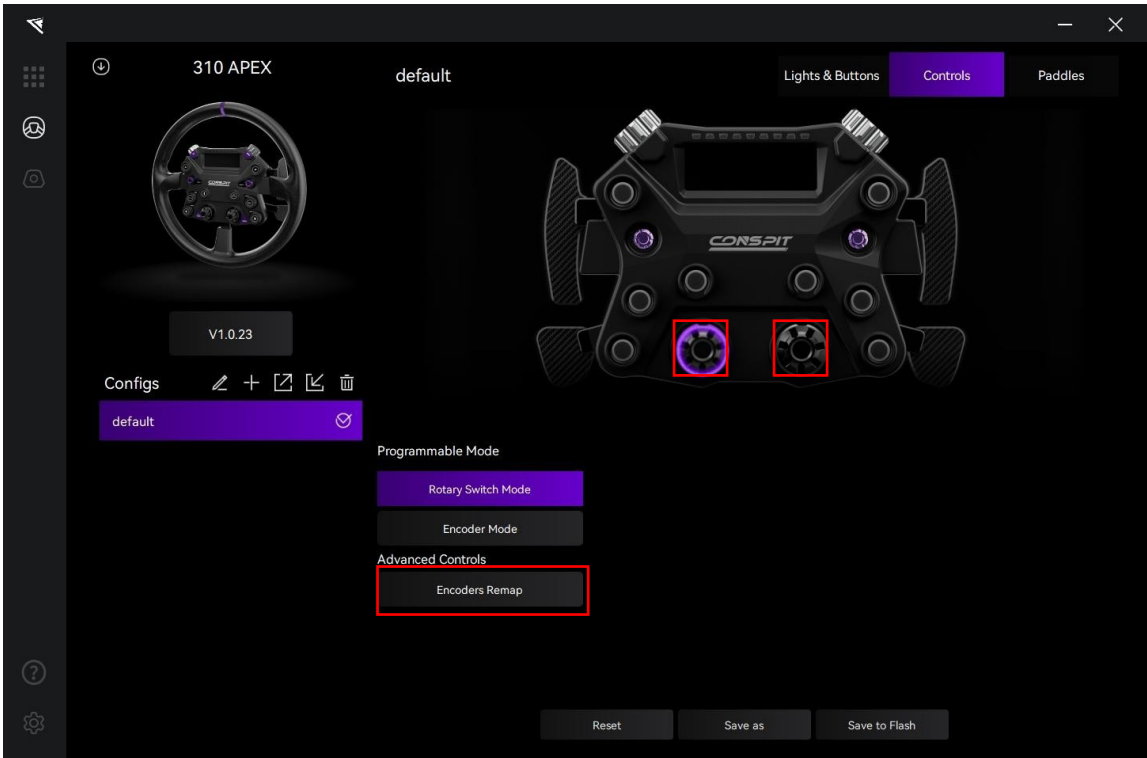 310 APEX
default
Lights & Buttons
Controls
Paddles
CONSPIT
V1.0.23
Configs
default
Programmable Mode
Rotary Switch Mode
Encoder Mode
Advanced Controls
Encoders Remap
Reset
Save as
Save to Flash